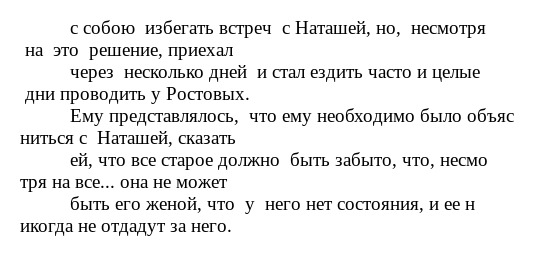 с собою избегать встреч с Наташей, но, несмотря
на это решение, приехал
через несколько дней и стал ездить часто и целые
дни проводить у Ростовых.
Ему представлялось, что ему необходимо было объяс
ниться с Наташей, сказать
ей, что все старое должно быть забыто, что, несмо
тря на все... она не может
быть его женой, что у него нет состояния, и ее н
икогда не отдадут за него.